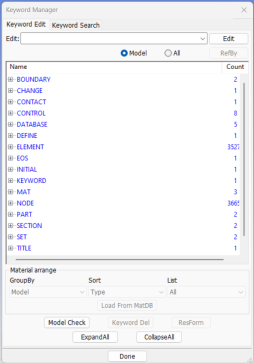 Keyword Manager
Keyword Edit Keyword Search
Edit: Edit
Model All RefBy
Name Count
BOUNDARY 2
CHANGE 1
CONTACT 1
CONTROL 8
DATABASE 5
DEFINE 1
ELEMENT 3527
EOS 1
INITIAL 1
KEYWORD 1
MAT 3
NODE 3665
PART 2
SECTION 2
SET 2
TITLE 1
Material arrange
GroupBy Sort List
Model Type All
Load From MatDB
Model Check Keyword Del ResForm
ExpandAll CollapseAll
Done